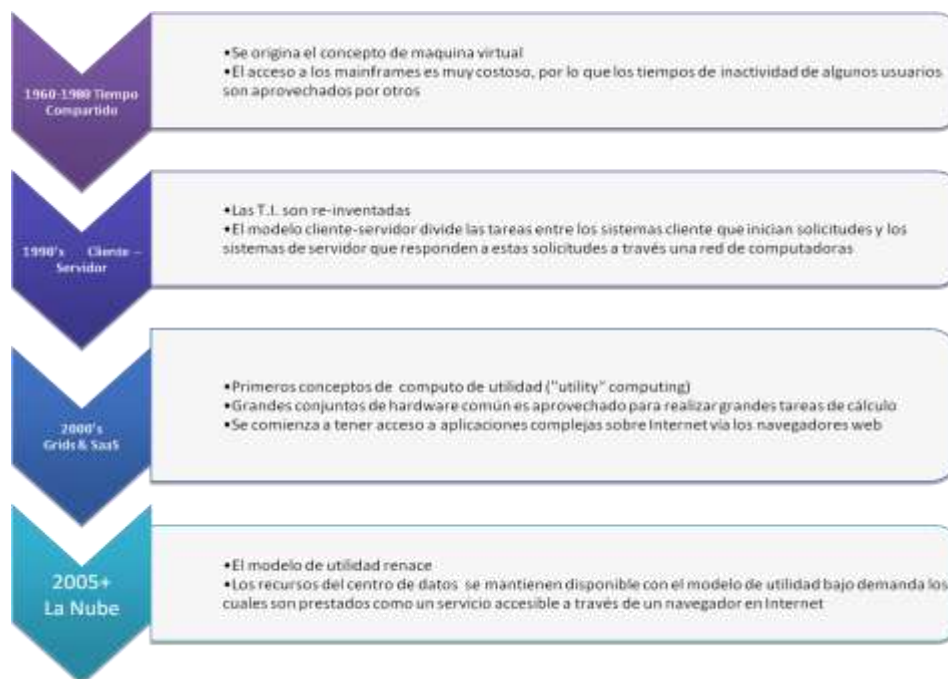 1960-1980 Tiempo
Compartido
•Se origina el concepto de maquina virtual
•El acceso a los mainframes es muy costoso, por lo que los tiempos de inactividad de algunos usuarios
son aprovechados por otros
1990's Cliente –
Servidor
•Las T.I. son re-inventadas
•El modelo cliente-servidor divide las tareas entre los sistemas cliente que inician solicitudes y los
sistemas de servidor que responden a estas solicitudes a través una red de computadoras
2000's
Grids & SaaS
•Primeros conceptos de computo de utilidad ("utility" computing)
•Grandes conjuntos de hardware común es aprovechado para realizar grandes tareas de cálculo
•Se comienza a tener acceso a aplicaciones complejas sobre Internet vía los navegadores web
2005+
La Nube
•El modelo de utilidad renace
•Los recursos del centro de datos se mantienen disponible con el modelo de utilidad bajo demanda los
cuales son prestados como un servicio accesible a través de un navegador en Internet